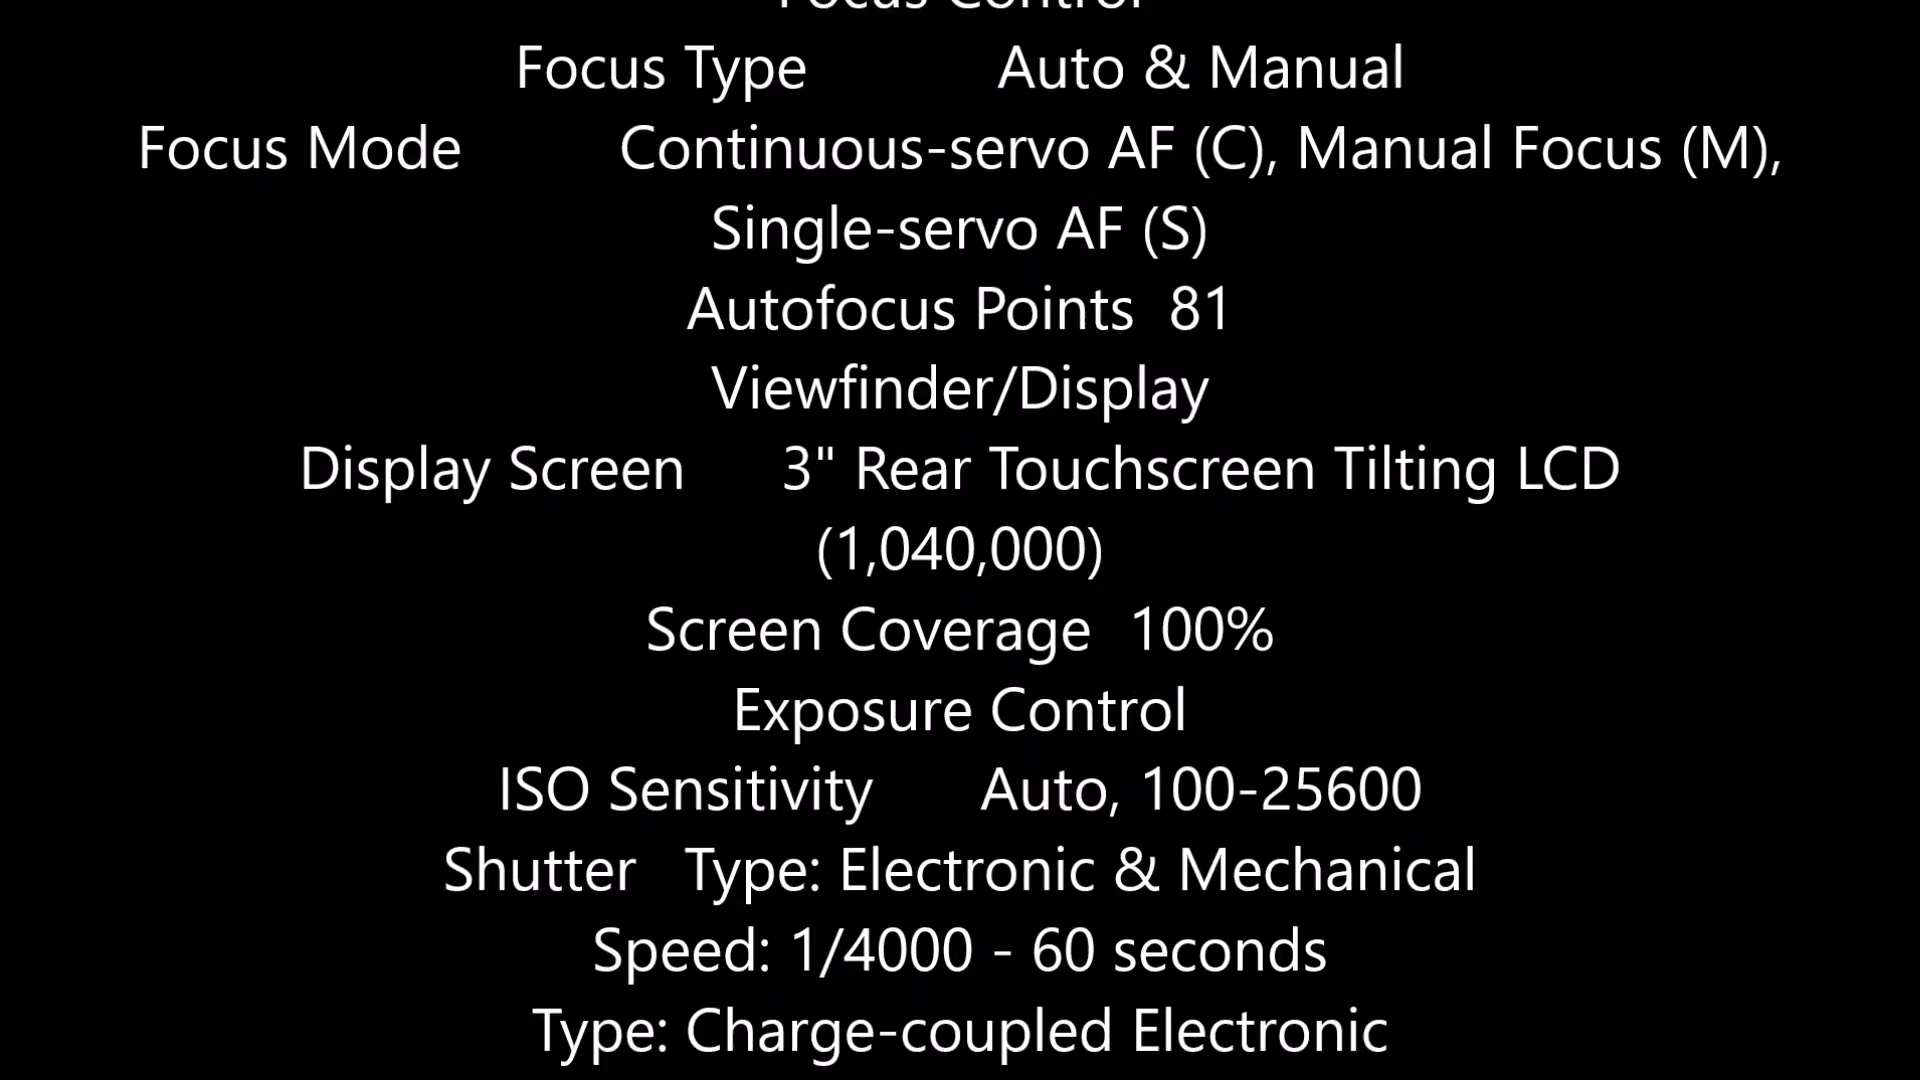 Focus Control
Focus Type Auto & Manual
Focus Mode Continuous-servo AF (C), Manual Focus (M),
Single-servo AF (S)
Autofocus Points 81
Viewfinder/Display
Display Screen 3" Rear Touchscreen Tilting LCD
(1,040,000)
Screen Coverage 100%
Exposure Control
ISO Sensitivity Auto, 100-25600
Shutter Type: Electronic & Mechanical
Speed: 1/4000 - 60 seconds
Type: Charge-coupled Electronic